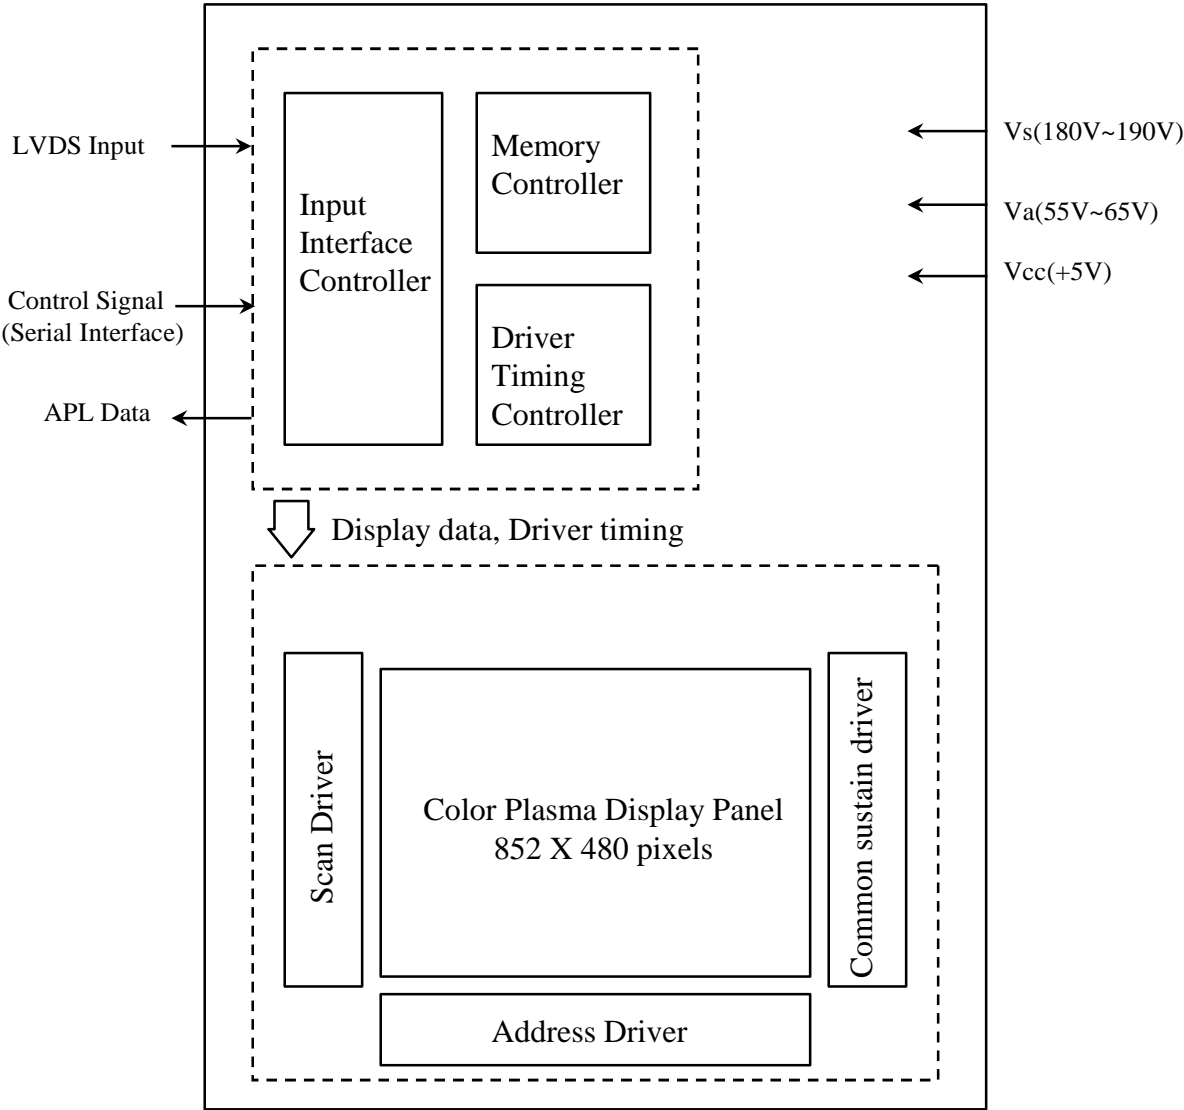 LVDS Input
Control Signal
(Serial Interface)
APL Data
Input
Interface
Controller
Memory
Controller
Driver
Timing
Controller
Vs(180V~190V)
Va(55V~65V)
Vcc(+5V)
Display data, Driver timing
Scan Driver
Color Plasma Display Panel
852 X 480 pixels
Common sustain driver
Address Driver